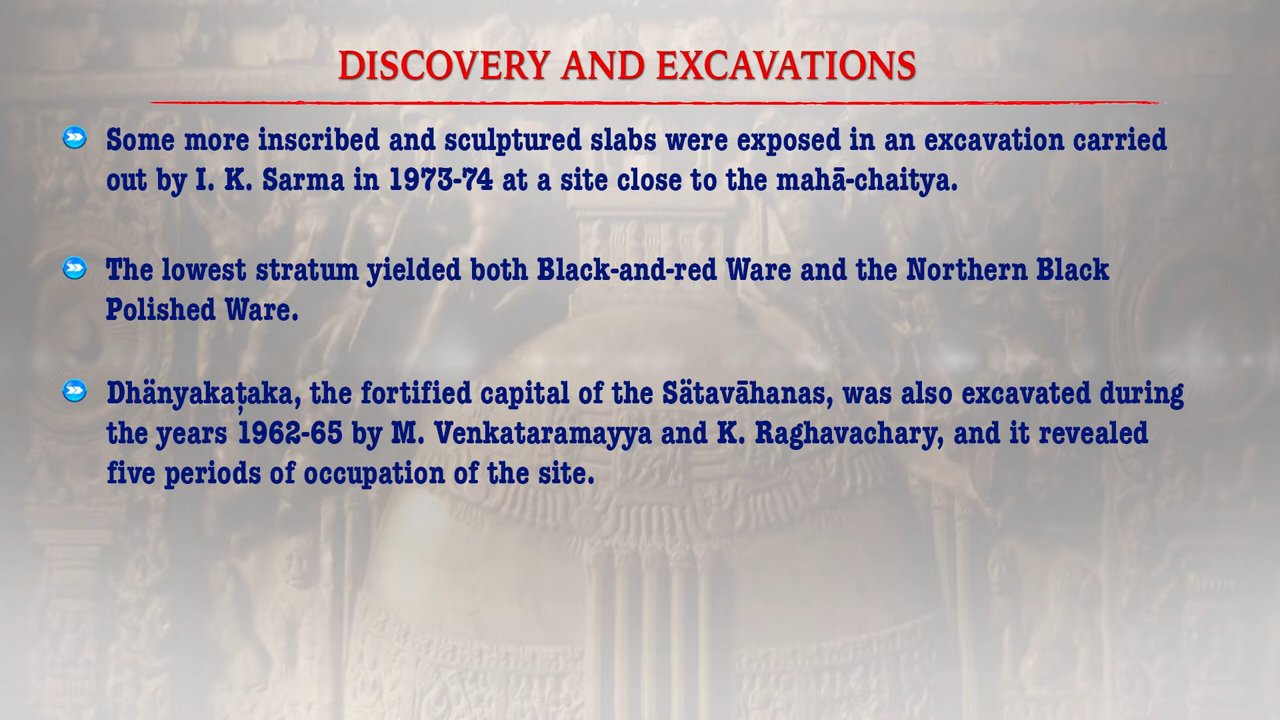 DISCOVERY AND EXCAVATIONS
Some more inscribed and sculptured slabs were exposed in an excavation carried
out by I. K. Sarma in 1973-74 at a site close to the mahā-chaitya.
The lowest stratum yielded both Black-and-red Ware and the Northern Black
Polished Ware.
Dhänyakaṭaka, the fortified capital of the Sätavāhanas, was also excavated during
the years 1962-65 by M. Venkataramayya and K. Raghavachary, and it revealed
five periods of occupation of the site.